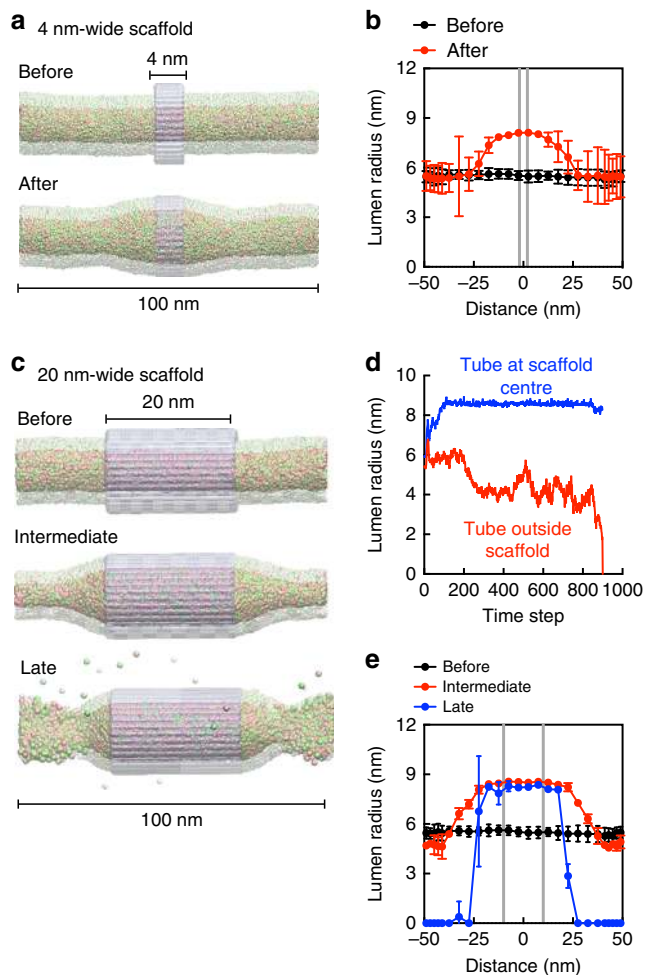 a
4 nm-wide scaffold
4 nm
Before
After
100 nm
b
Before
After
12
9
6
3
0
Lumen radius (nm)
–50
–25
0
25
50
Distance (nm)
c
20 nm-wide scaffold
Before
20 nm
Intermediate
Late
100 nm
d
Tube at scaffold
centre
Tube outside
scaffold
10
8
6
4
2
0
Lumen radius (nm)
0
200
400
600
800
1000
Time step
e
Before
Intermediate
Late
12
9
6
3
0
Lumen radius (nm)
–50
–25
0
25
50
Distance (nm)